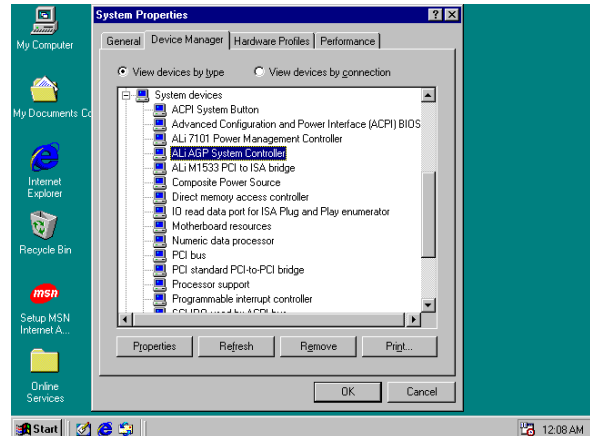 System Properties
My Computer
My Documents
Internet
Explorer
Recycle Bin
msn
Setup MSN
Internet A...
Online
Services
General
Device Manager
Hardware Profiles
Performance
View devices by type
View devices by connection
System devices
ACPI System Button
Advanced Configuration and Power Interface (ACPI) BIOS
ALi 7101 Power Management Controller
ALi AGP System Controller
ALi M1533 PCI to ISA bridge
Composite Power Source
Direct memory access controller
IO read data port for ISA Plug and Play enumerator
Motherboard resources
Numeric data processor
PCI bus
PCI standard PCI-to-PCI bridge
Processor support
Programmable interrupt controller
Properties
Refresh
Remove
Print...
OK
Cancel
Start
12:08 AM